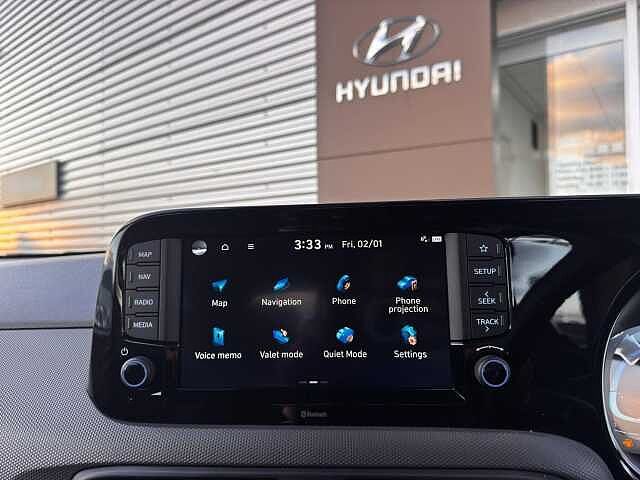 HYUNDAI
3:33 PM Fri, 02/01
MAP
NAV
RADIO
MEDIA
Map Navigation Phone Phone projection
Voice memo Valet mode Quiet Mode Settings
SETUP
< SEEK
TRACK >
Bluetooth